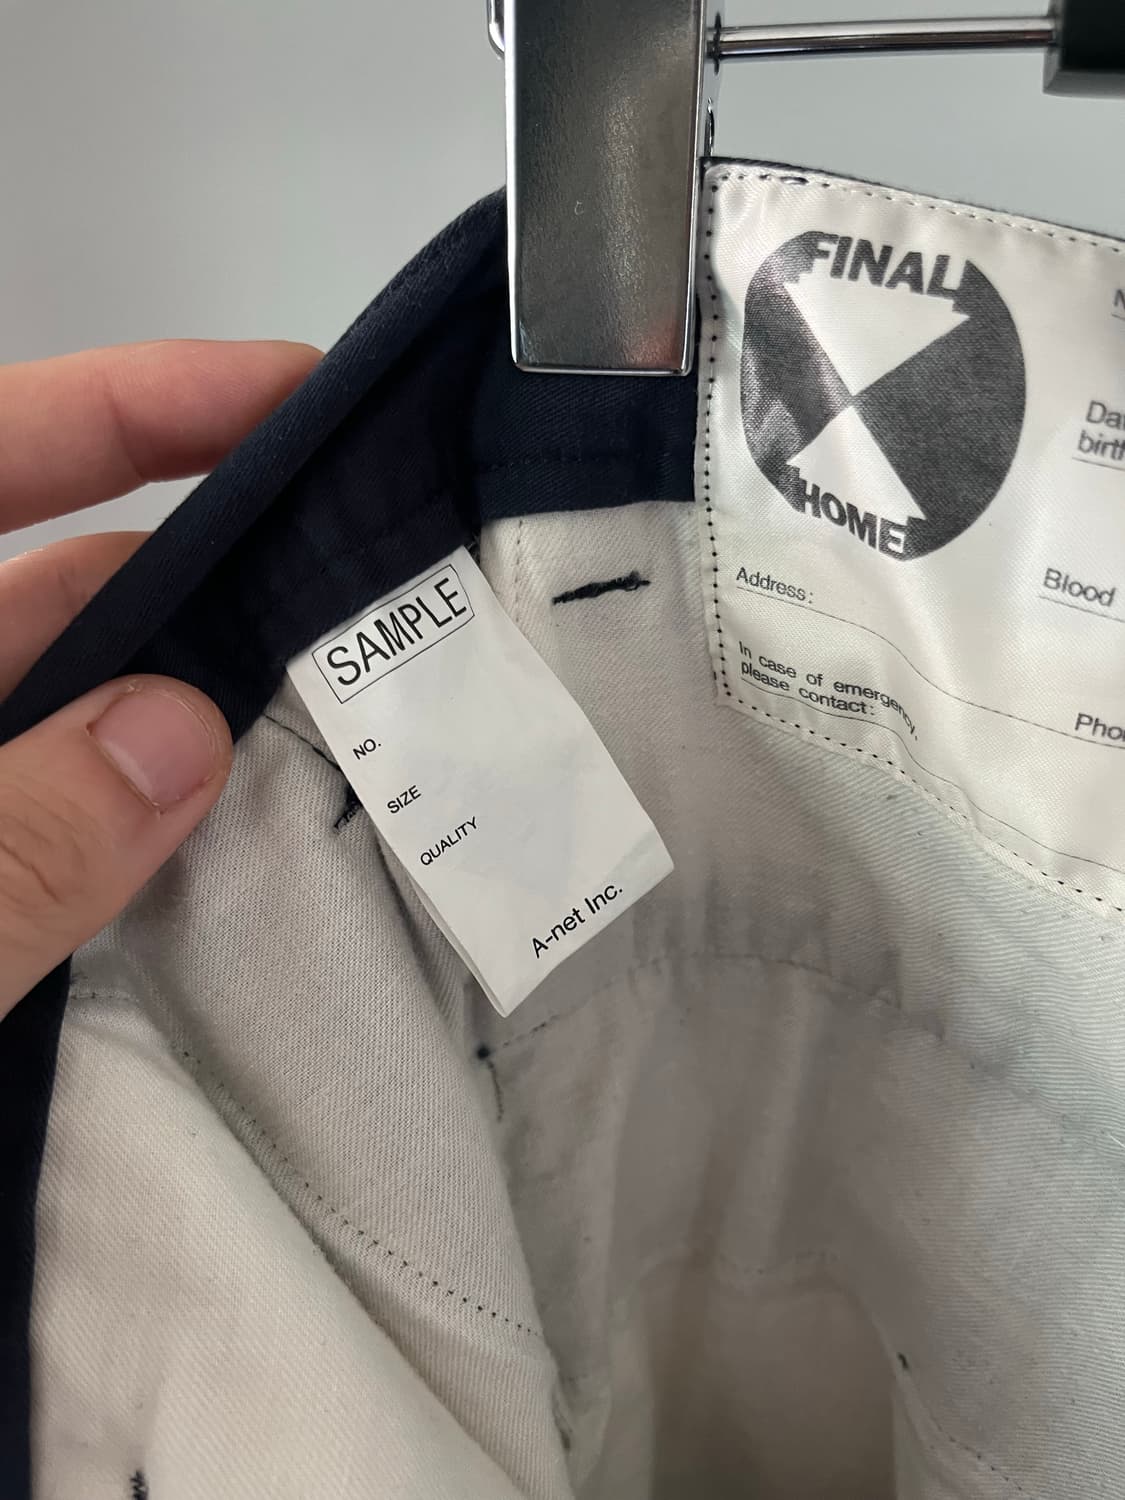 FINAL
HOME
Address:
Blood
In case of emergency,
please contact:
SAMPLE
NO.
SIZE
QUALITY
A-net Inc.